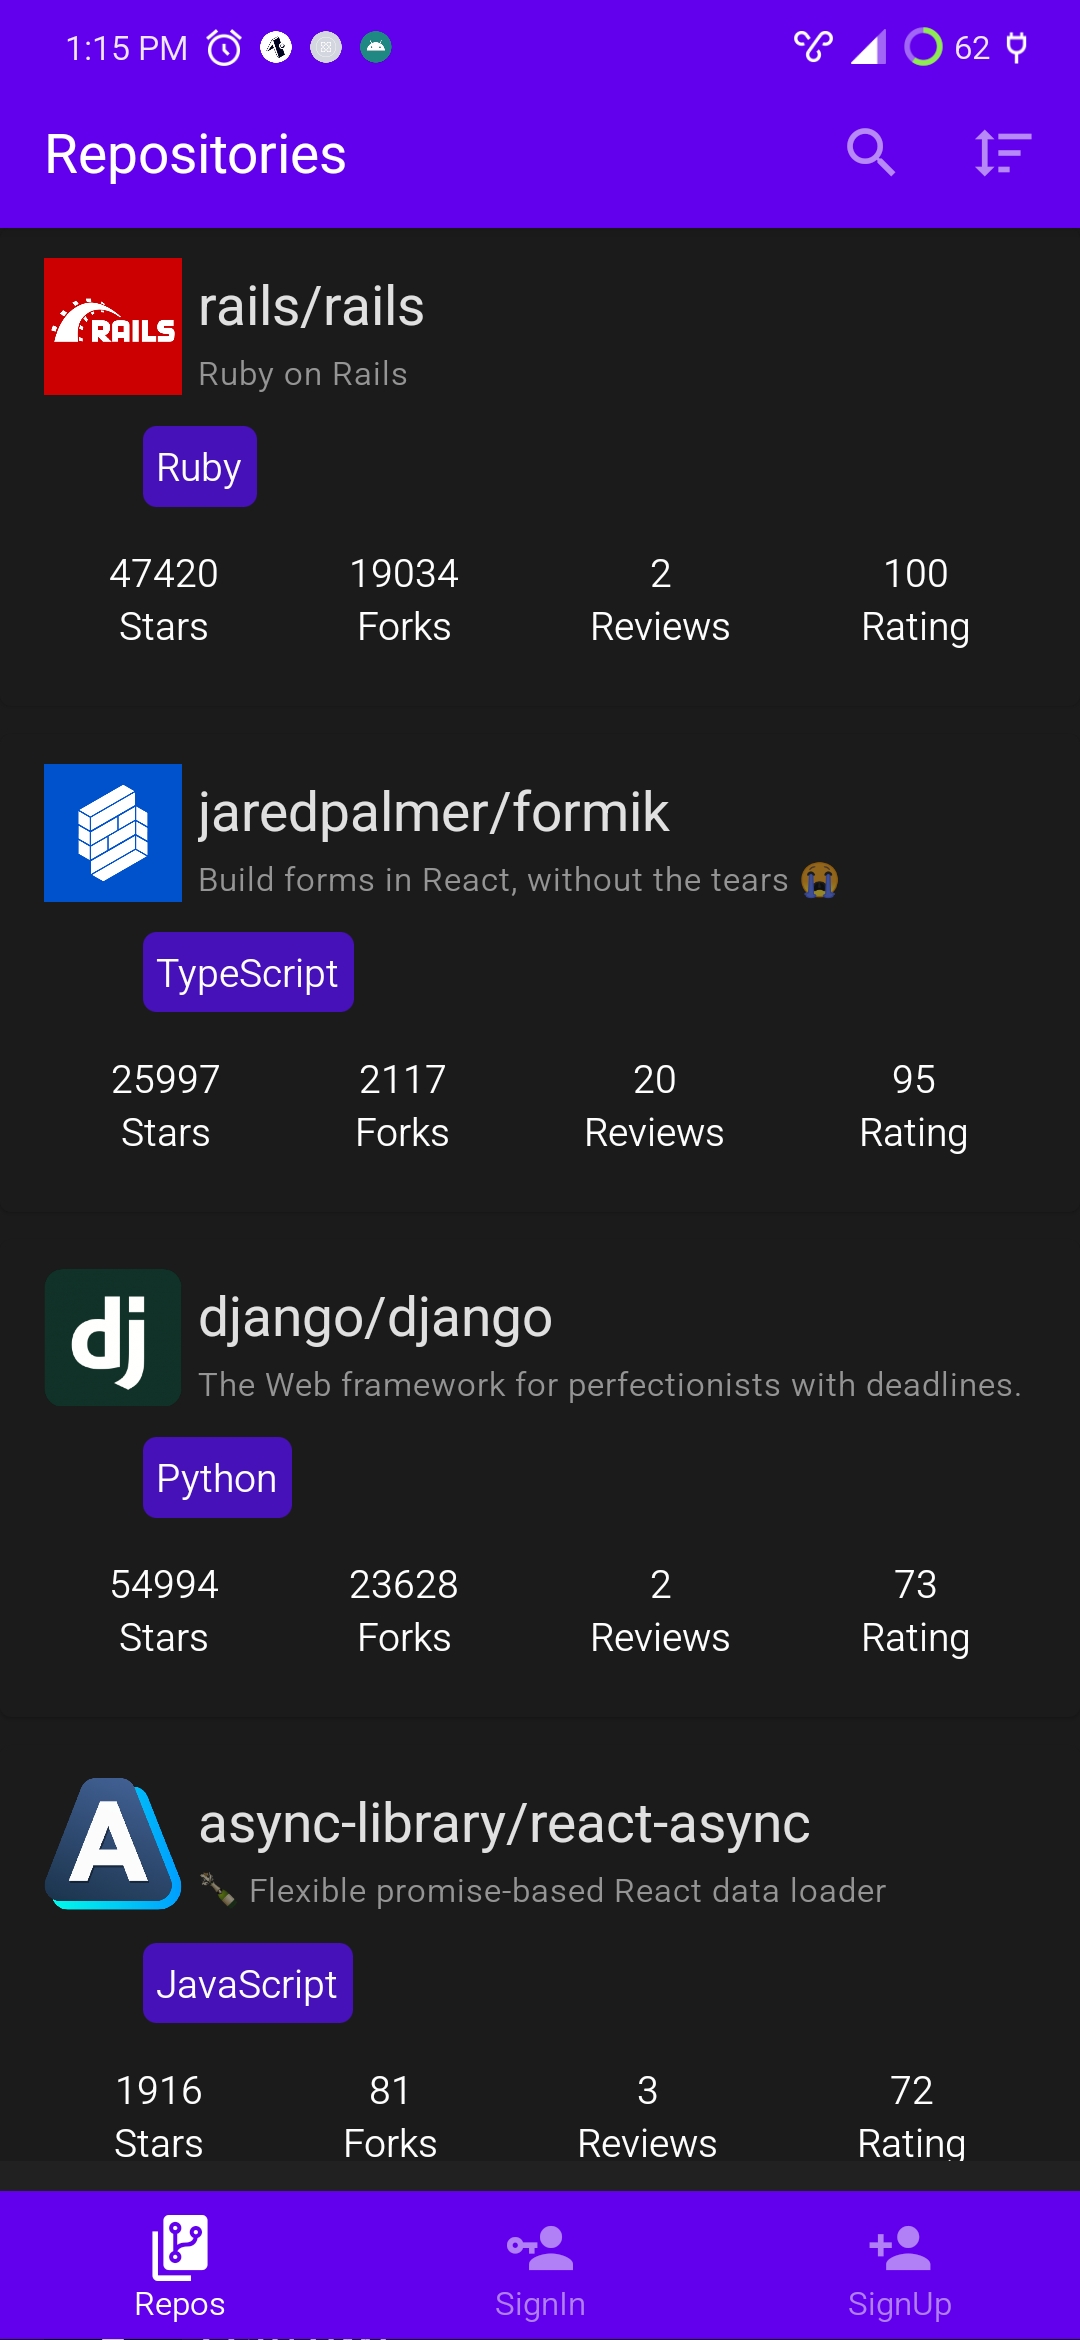 1:15 PM 62
Repositories
RAILS
rails/rails
Ruby on Rails
Ruby
47420 19034 2 100
Stars Forks Reviews Rating
jaredpalmer/formik
Build forms in React, without the tears 😭
TypeScript
25997 2117 20 95
Stars Forks Reviews Rating
dj
django/django
The Web framework for perfectionists with deadlines.
Python
54994 23628 2 73
Stars Forks Reviews Rating
A
async-library/react-async
🍾 Flexible promise-based React data loader
JavaScript
1916 81 3 72
Stars Forks Reviews Rating
Repos SignIn SignUp